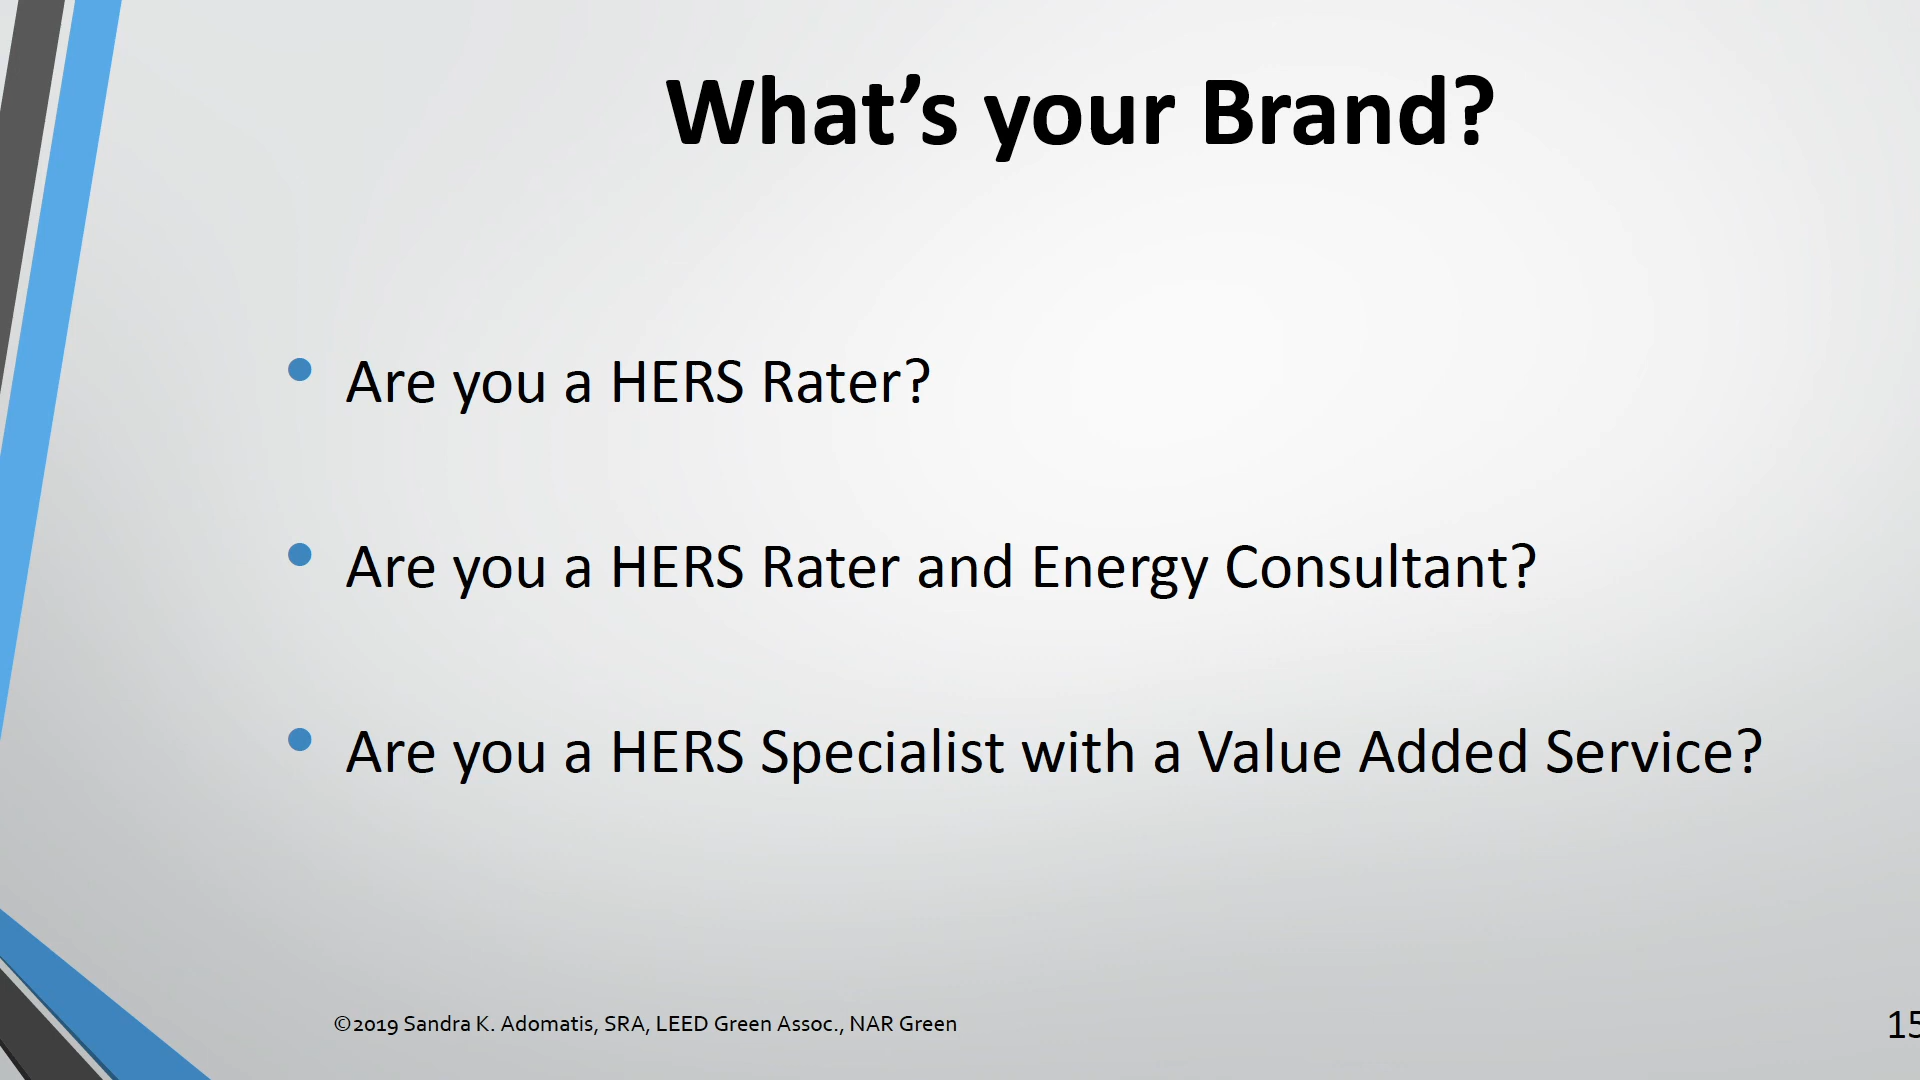 What’s your Brand?
• Are you a HERS Rater?
• Are you a HERS Rater and Energy Consultant?
• Are you a HERS Specialist with a Value Added Service?
©2019 Sandra K. Adomatis, SRA, LEED Green Assoc., NAR Green
15